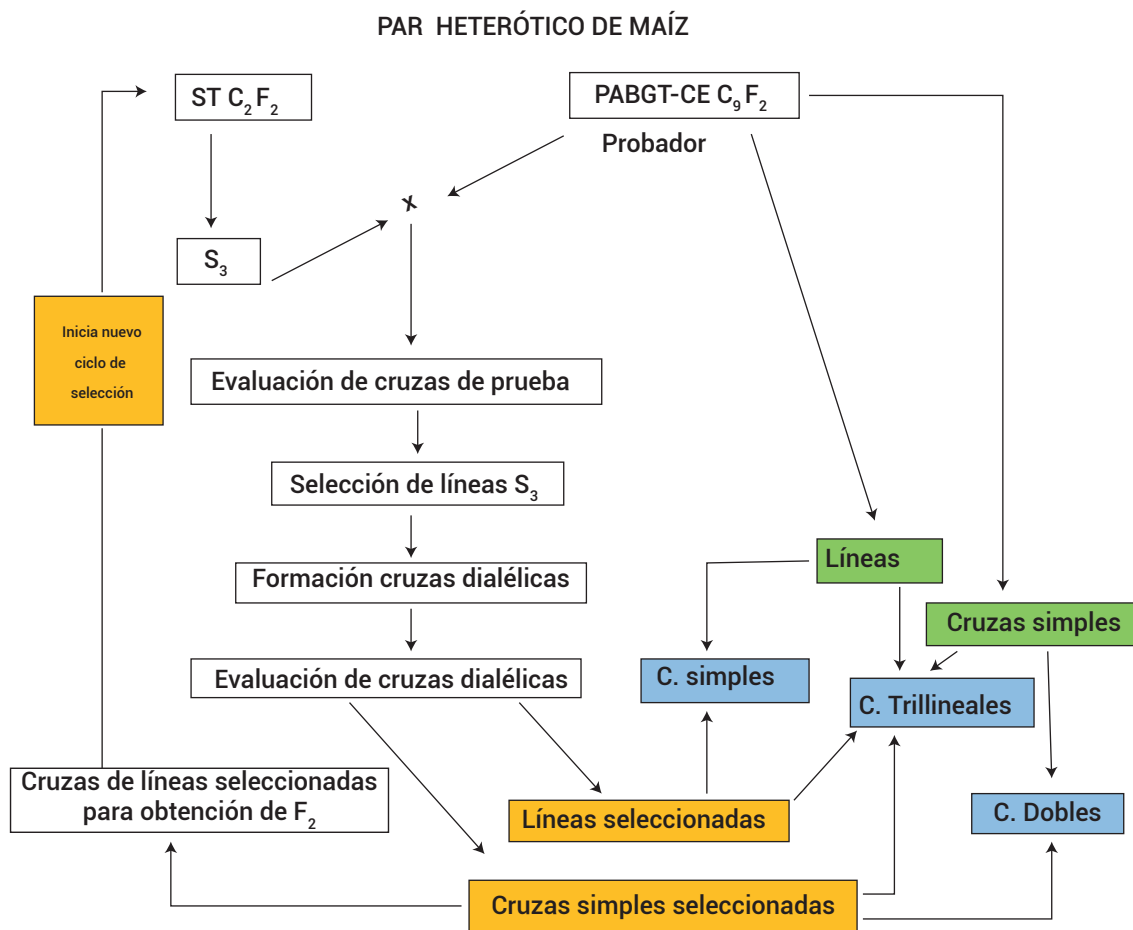 PAR HETERÓTICO DE MAÍZ
ST C₂ F₂
PABGT-CE C₉ F₂
Probador
x
S₃
Inicia nuevo
ciclo de
selección
Evaluación de cruzas de prueba
Selección de líneas S₃
Formación cruzas dialélicas
Líneas
Cruzas simples
Evaluación de cruzas dialélicas
C. simples
C. Trillineales
Cruzas de líneas seleccionadas
para obtención de F₂
Líneas seleccionadas
C. Dobles
Cruzas simples seleccionadas